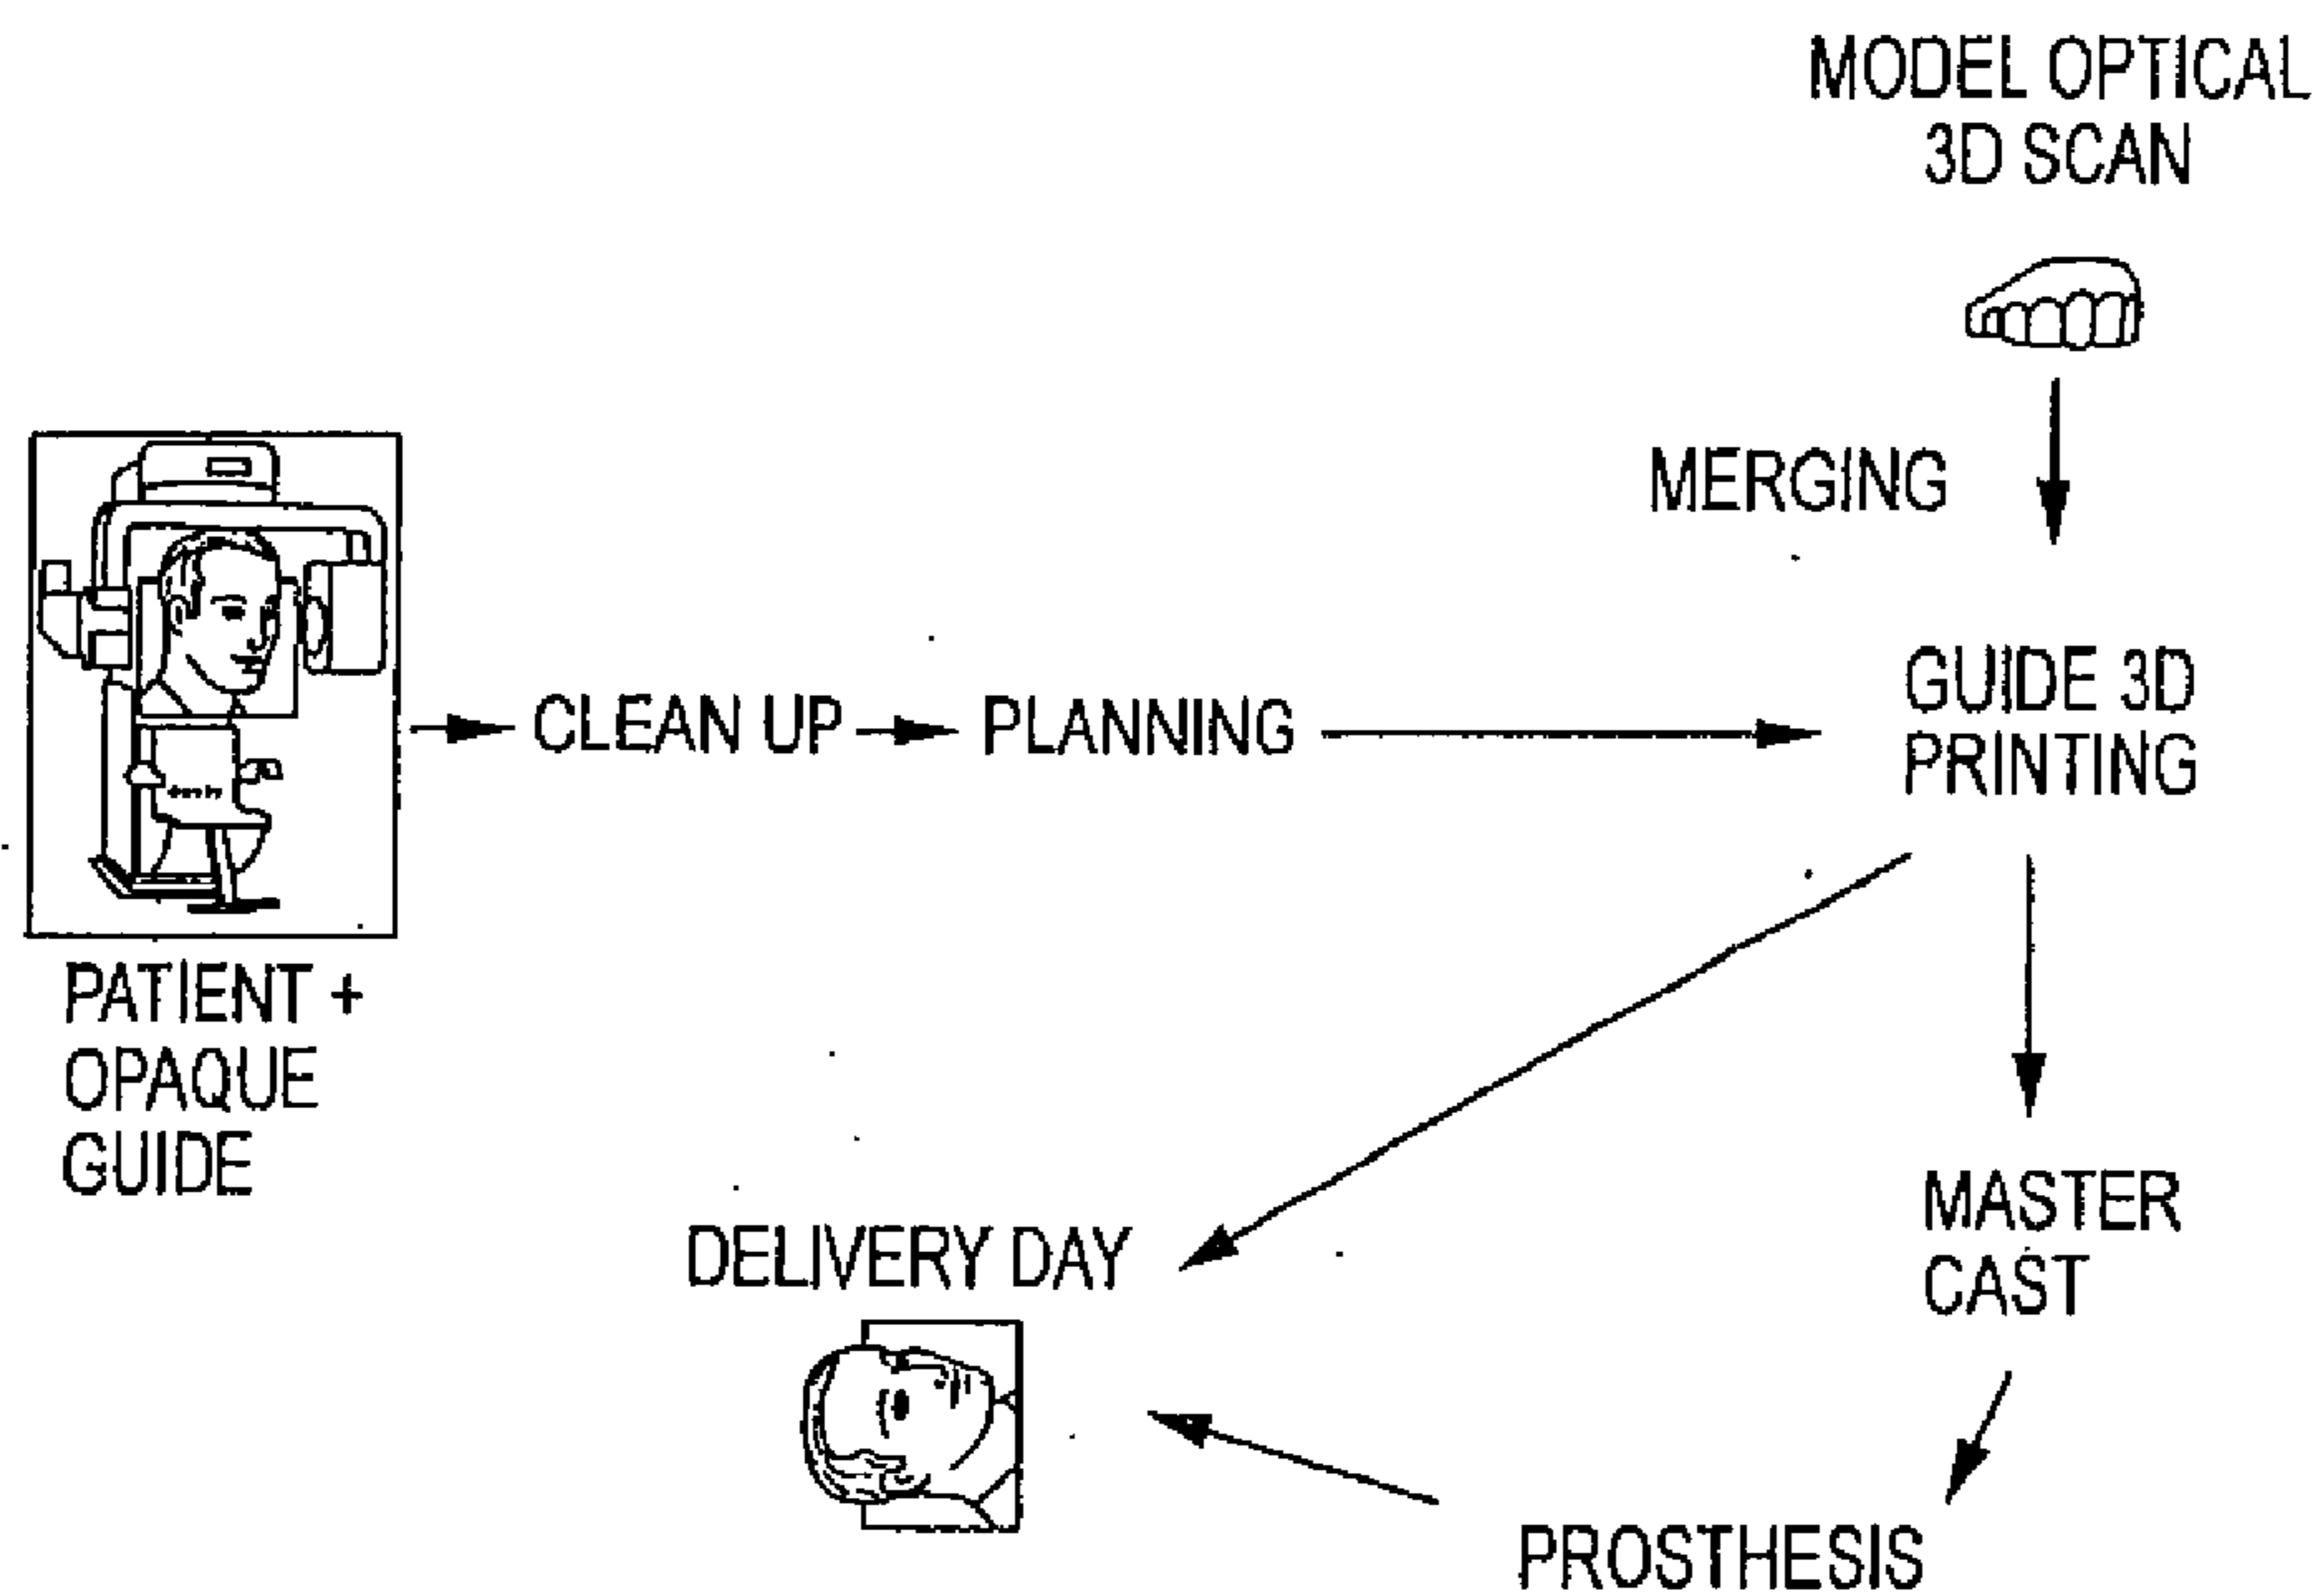 MODEL OPTICAL
3D SCAN
MERGING
GUIDE 3D
PRINTING
CLEAN UP
PLANNING
PATIENT +
OPAQUE
GUIDE
DELIVERY DAY
MASTER
CAST
PROSTHESIS